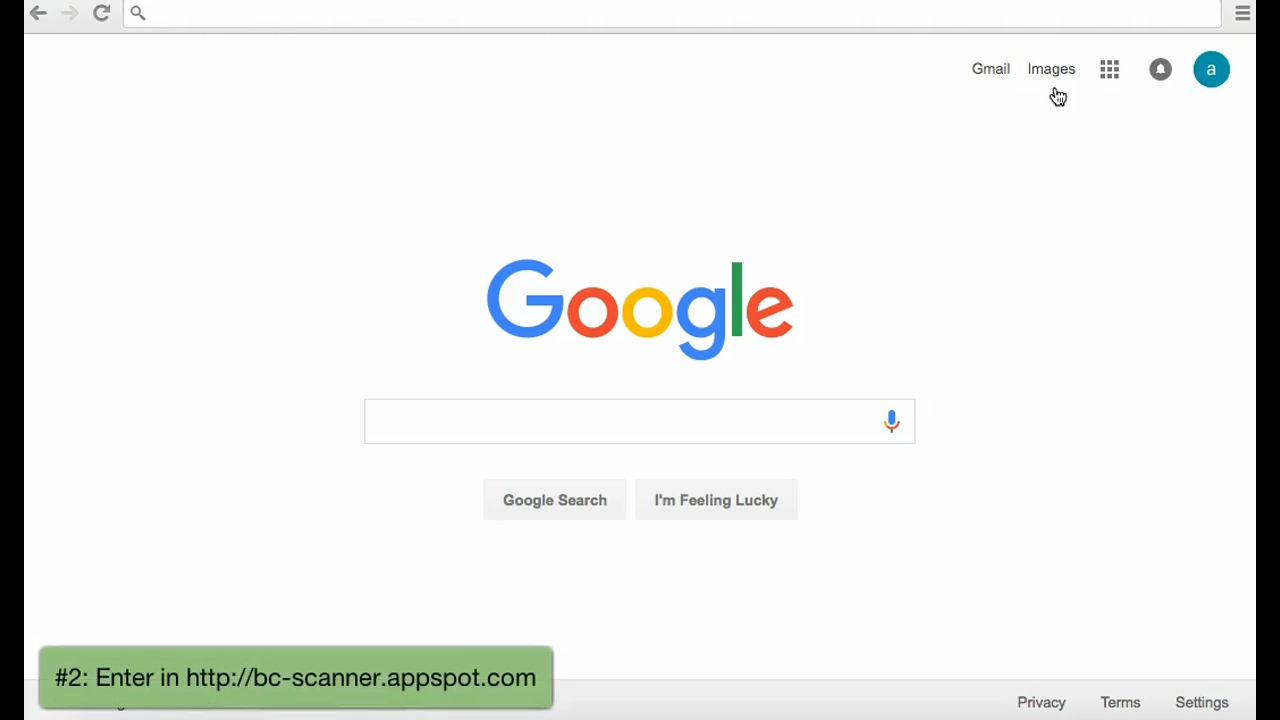 Gmail Images a
Google
Google Search I'm Feeling Lucky
#2: Enter in http://bc-scanner.appspot.com
Privacy Terms Settings